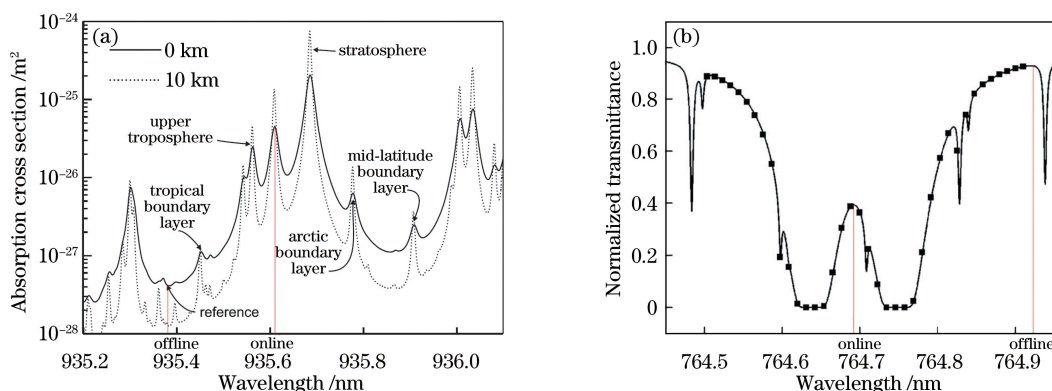 10−24
10−25
10−26
10−27
10−28
Absorption cross section /m2
(a)
0 km
10 km
stratosphere
upper
troposphere
tropical
boundary
layer
mid-latitude
boundary
layer
arctic
boundary
layer
reference
offline
online
935.2
935.4
935.6
935.8
936.0
Wavelength /nm
(b)
1.0
0.8
0.6
0.4
0.2
0
Normalized transmittance
online
offline
764.5
764.6
764.7
764.8
764.9
Wavelength /nm